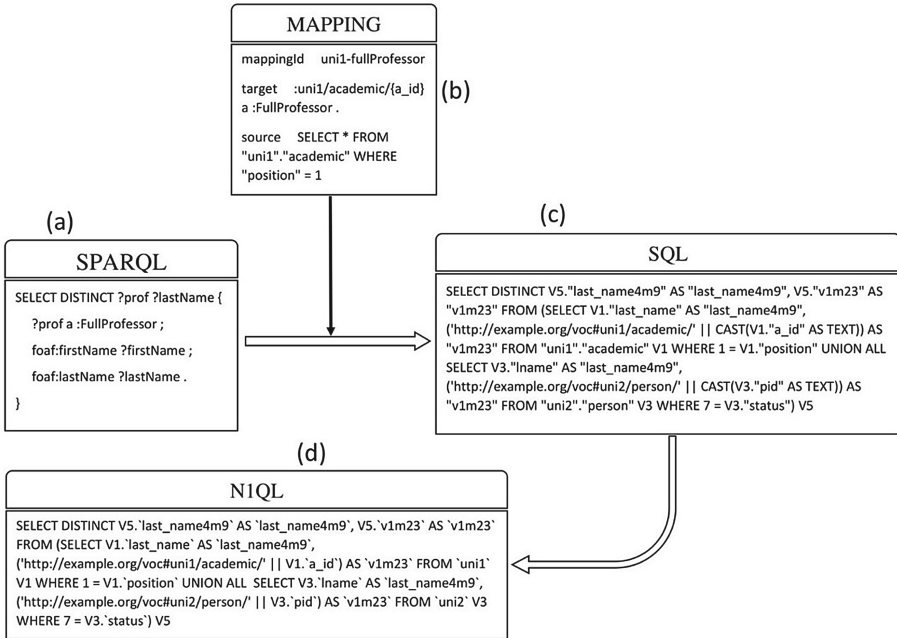 MAPPING
mappingId uni1-fullProfessor
target :uni1/academic/{a_id}
a :FullProfessor .
source SELECT * FROM
"uni1"."academic" WHERE
"position" = 1
(b)
(a)
SPARQL
SELECT DISTINCT ?prof ?lastName {
?prof a :FullProfessor ;
foaf:firstName ?firstName ;
foaf:lastName ?lastName .
}
(c)
SQL
SELECT DISTINCT V5."last_name4m9" AS "last_name4m9", V5."v1m23" AS
"v1m23" FROM (SELECT V1."last_name" AS "last_name4m9",
('http://example.org/voc#uni1/academic/' || CAST(V1."a_id" AS TEXT)) AS
"v1m23" FROM "uni1"."academic" V1 WHERE 1 = V1."position" UNION ALL
SELECT V3."lname" AS "last_name4m9",
('http://example.org/voc#uni2/person/' || CAST(V3."pid" AS TEXT)) AS
"v1m23" FROM "uni2"."person" V3 WHERE 7 = V3."status") V5
(d)
N1QL
SELECT DISTINCT V5.`last_name4m9` AS `last_name4m9`, V5.`v1m23` AS `v1m23`
FROM (SELECT V1.`last_name` AS `last_name4m9`,
('http://example.org/voc#uni1/academic/' || V1.`a_id`) AS `v1m23` FROM `uni1`
V1 WHERE 1 = V1.`position` UNION ALL SELECT V3.`lname` AS `last_name4m9`,
('http://example.org/voc#uni2/person/' || V3.`pid`) AS `v1m23` FROM `uni2` V3
WHERE 7 = V3.`status`) V5